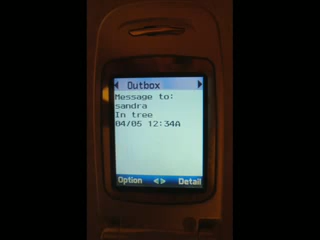 Outbox
Message to:
sandra
In tree
04/05 12:34A
Option
Detail